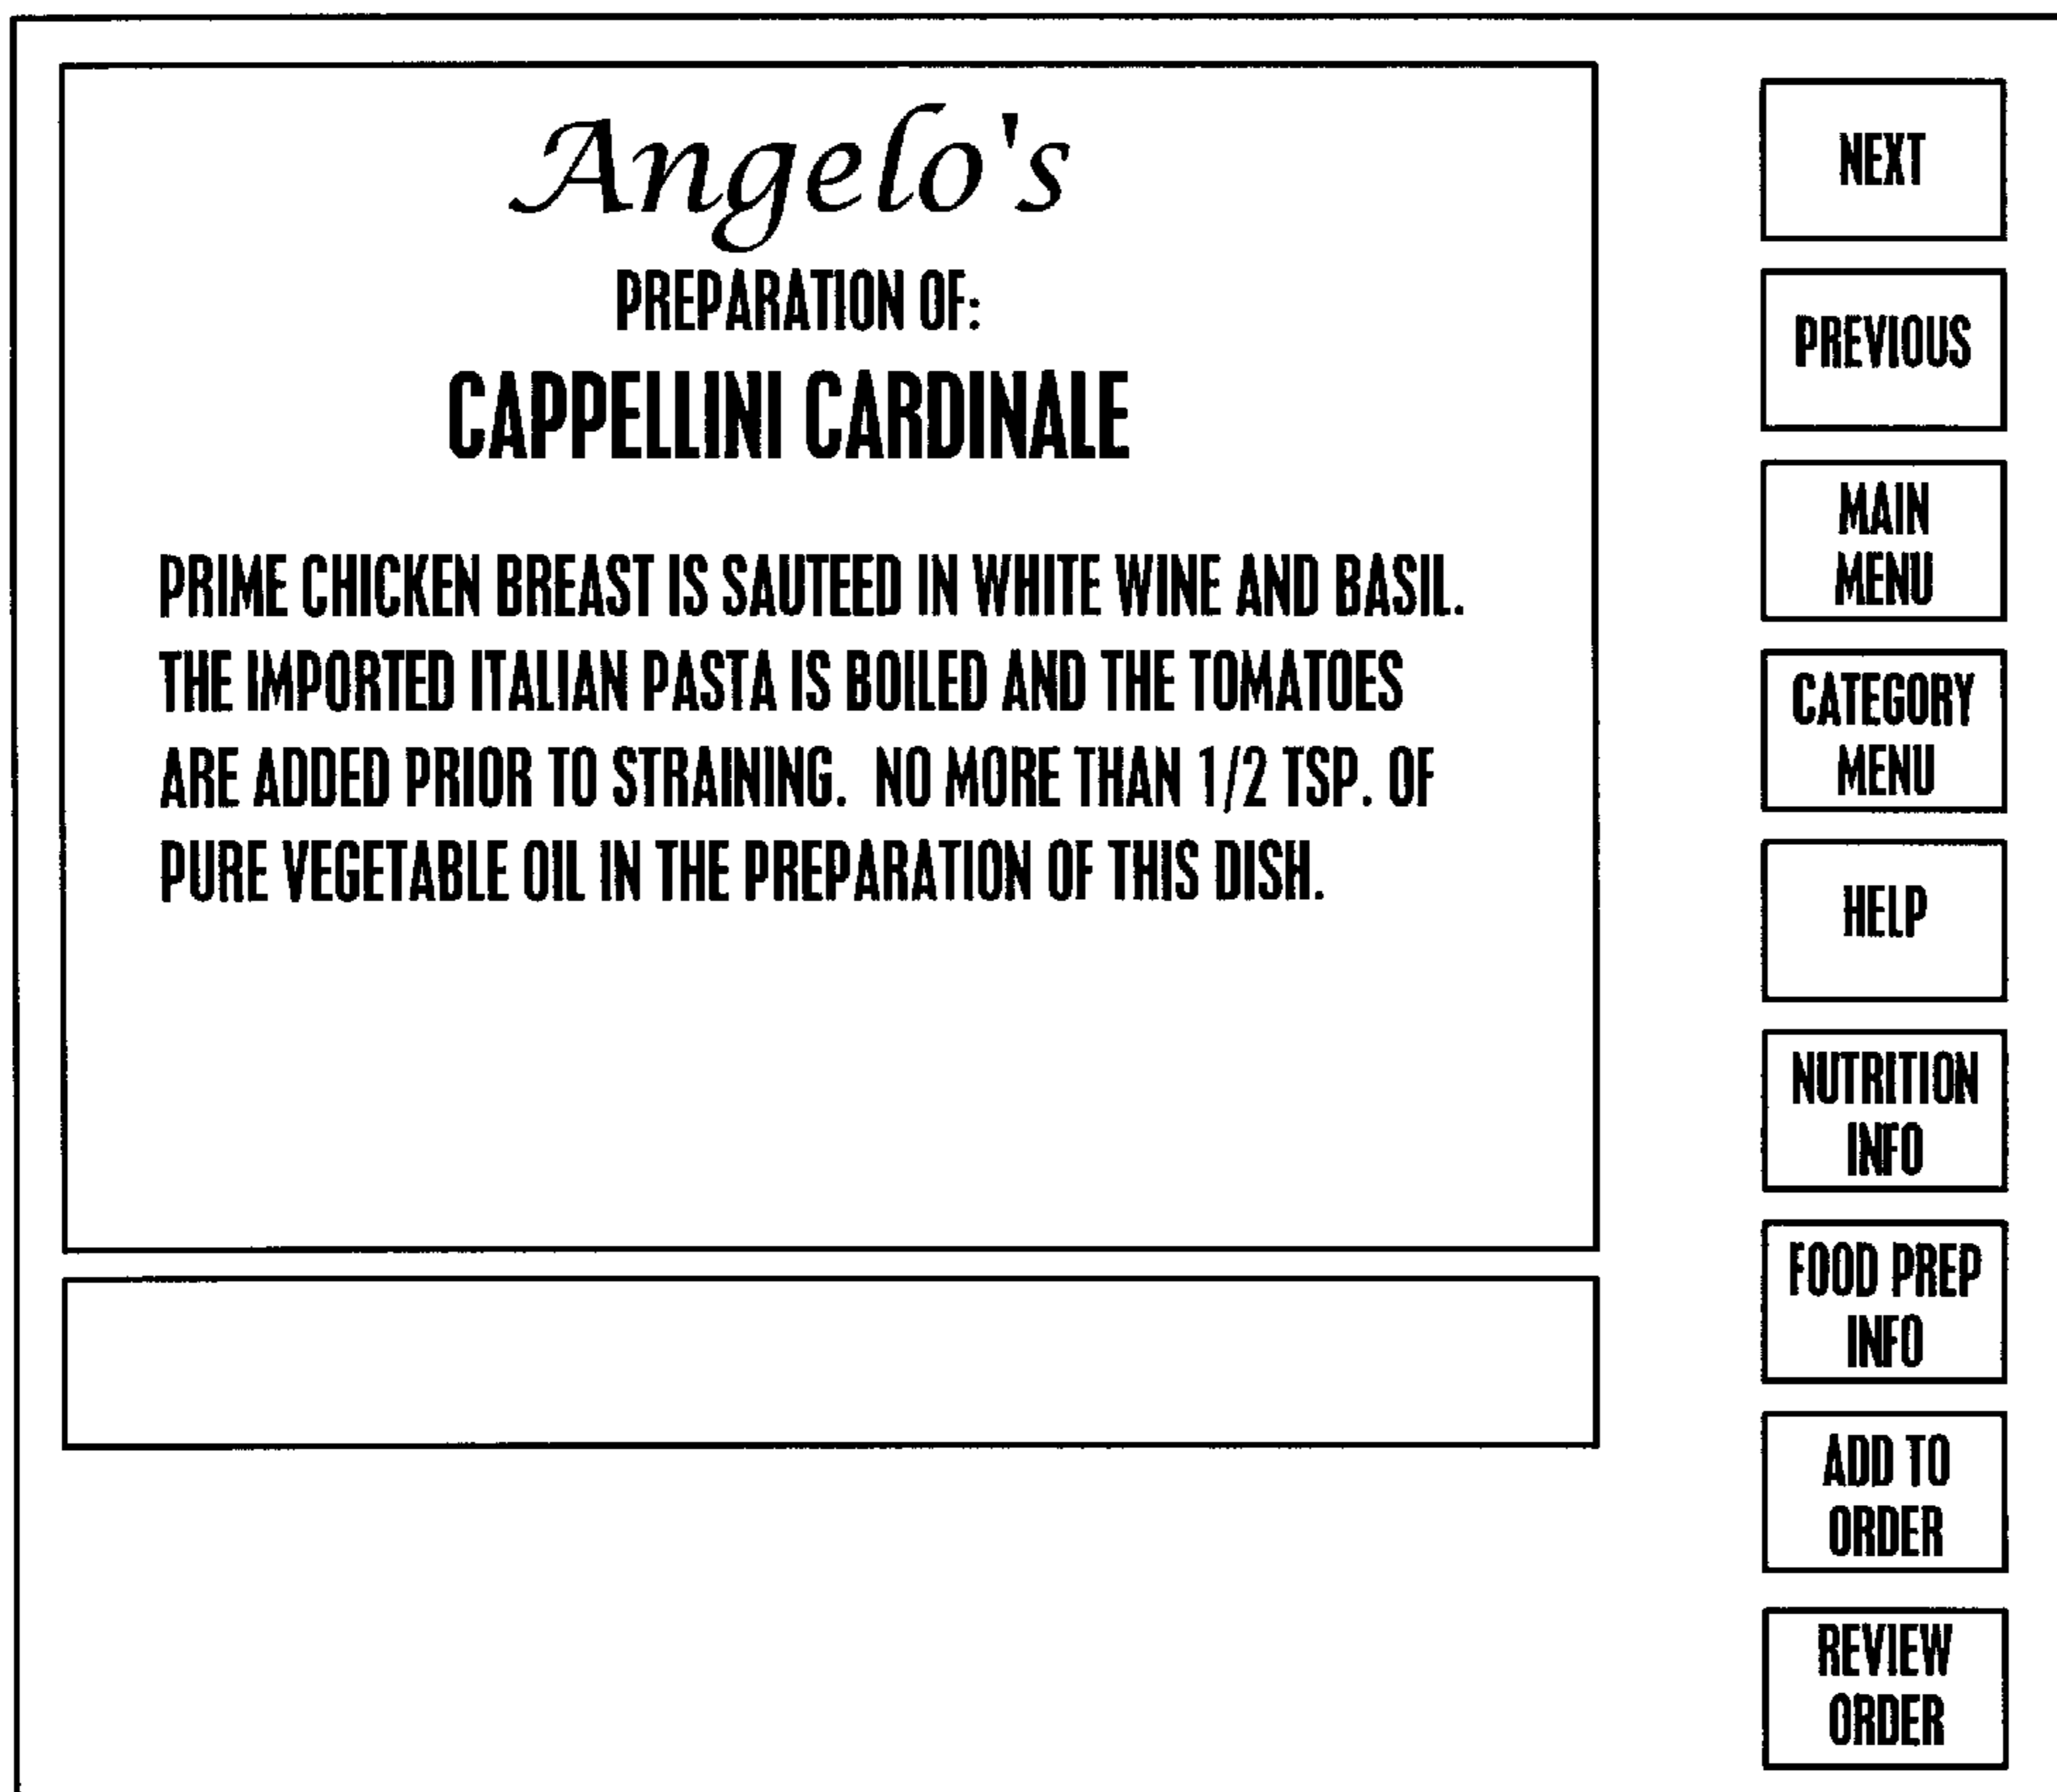 Angelo's
PREPARATION OF:
CAPPELLINI CARDINALE
PRIME CHICKEN BREAST IS SAUTEED IN WHITE WINE AND BASIL.
THE IMPORTED ITALIAN PASTA IS BOILED AND THE TOMATOES
ARE ADDED PRIOR TO STRAINING.  NO MORE THAN 1/2 TSP. OF
PURE VEGETABLE OIL IN THE PREPARATION OF THIS DISH.
NEXT
PREVIOUS
MAIN
MENU
CATEGORY
MENU
HELP
NUTRITION
INFO
FOOD PREP
INFO
ADD TO
ORDER
REVIEW
ORDER